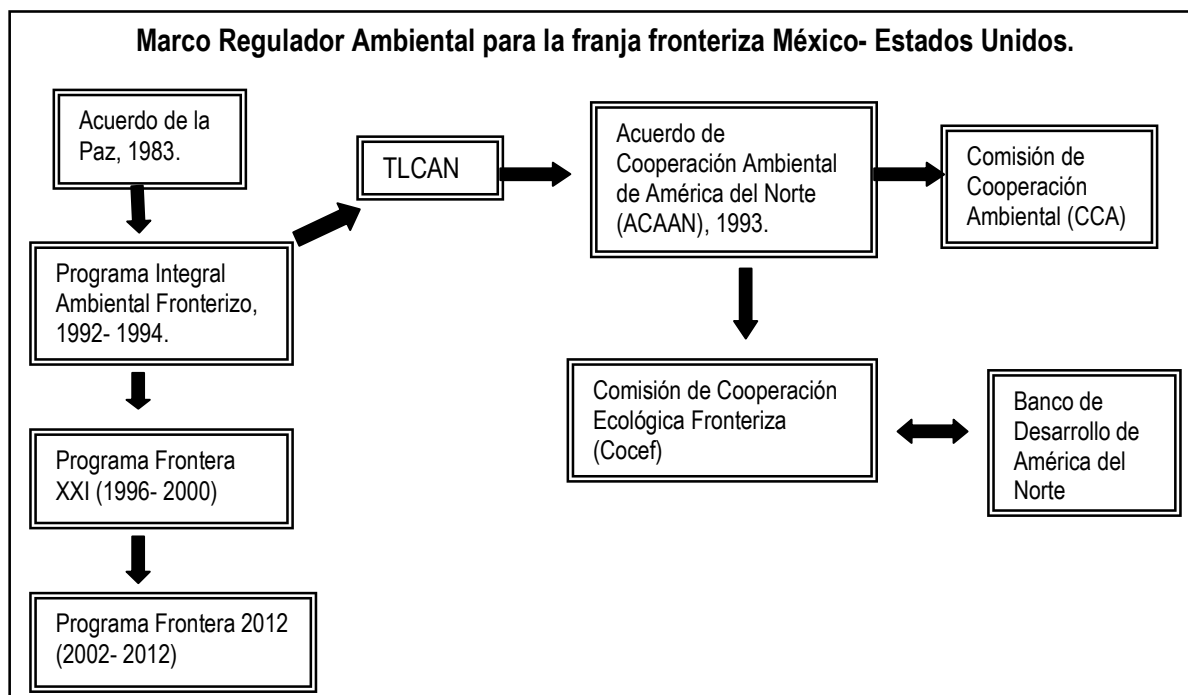 Marco Regulador Ambiental para la franja fronteriza México- Estados Unidos.
Acuerdo de la
Paz, 1983.
Programa Integral
Ambiental Fronterizo,
1992- 1994.
Programa Frontera
XXI (1996- 2000)
Programa Frontera 2012
(2002- 2012)
TLCAN
Acuerdo de
Cooperación Ambiental
de América del Norte
(ACAAN), 1993.
Comisión de
Cooperación
Ambiental (CCA)
Comisión de Cooperación
Ecológica Fronteriza
(Cocef)
Banco de
Desarrollo de
América del
Norte